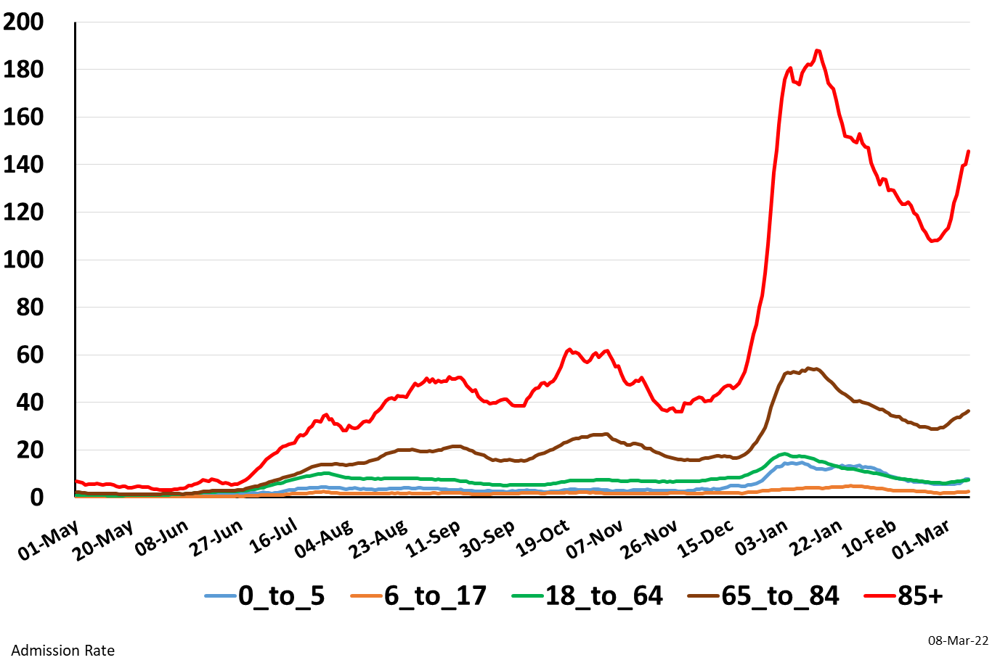 200
180
160
140
120
100
80
60
40
20
0
01-May 20-May 08-Jun 27-Jun 16-Jul 04-Aug 23-Aug 11-Sep 30-Sep 19-Oct 07-Nov 26-Nov 15-Dec 03-Jan 22-Jan 10-Feb 01-Mar
0_to_5 6_to_17 18_to_64 65_to_84 85+
08-Mar-22
Admission Rate